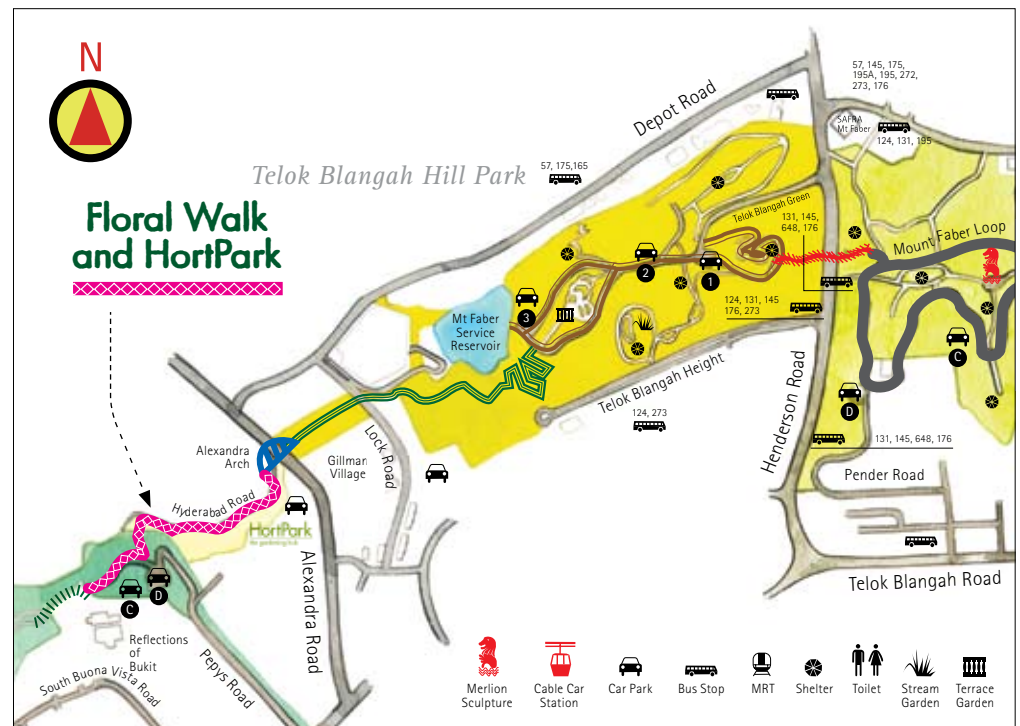 N
57, 145, 175,
195A, 195, 272,
273, 176
SAFRA
Mt Faber
124, 131, 195
Depot Road
Telok Blangah Hill Park
57, 175,165
Floral Walk
and HortPark
Telok Blangah Green
131, 145,
648, 176
Mount Faber Loop
2
1
3
124, 131, 145
176, 273
Mt Faber
Service
Reservoir
C
Telok Blangah Height
D
Henderson Road
124, 273
131, 145, 648, 176
Alexandra
Arch
Lock Road
Gillman
Village
Pender Road
Hyderabad Road
HortPark
the gardening hub
Alexandra Road
Telok Blangah Road
C
D
Reflections
of
Bukit
Pepys Road
South Buona Vista Road
Merlion
Sculpture
Cable Car
Station
Car Park
Bus Stop
MRT
Shelter
Toilet
Stream
Garden
Terrace
Garden